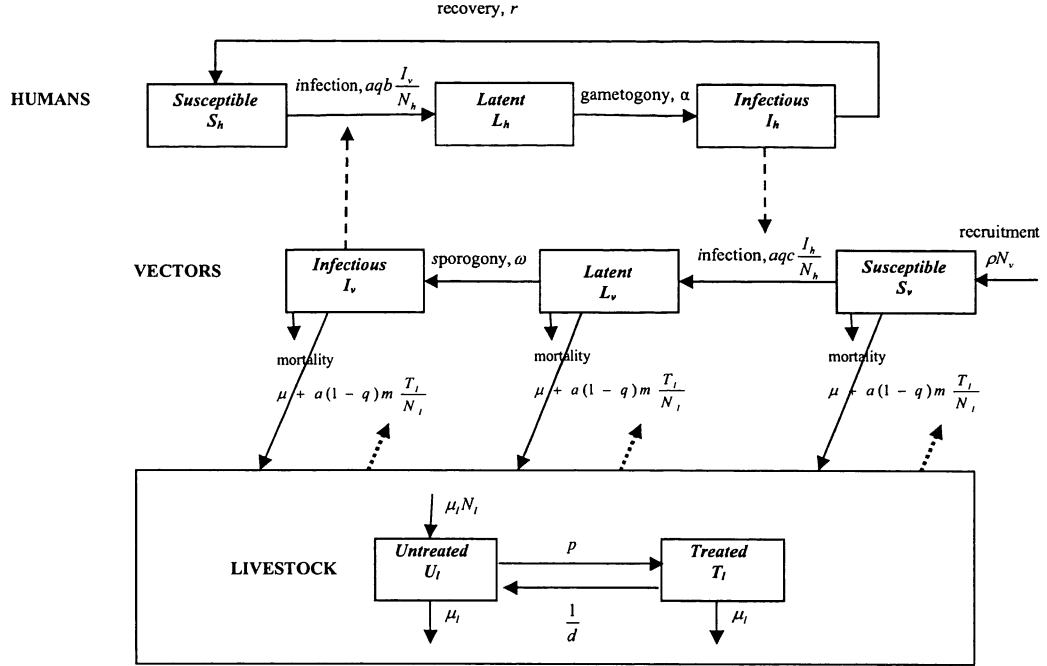 recovery, r
HUMANS
Susceptible
S_h
infection, aqb I_v/N_h
Latent
L_h
gametogony, α
Infectious
I_h
VECTORS
Infectious
I_v
sporogony, ω
Latent
L_v
infection, aqc I_h/N_h
Susceptible
S_v
recruitment
ρN_v
mortality
μ + a(1 - q)m T_l/N_l
mortality
μ + a(1 - q)m T_l/N_l
mortality
μ + a(1 - q)m T_l/N_l
μ_l N_l
LIVESTOCK
Untreated
U_l
p
1/d
Treated
T_l
μ_l
μ_l